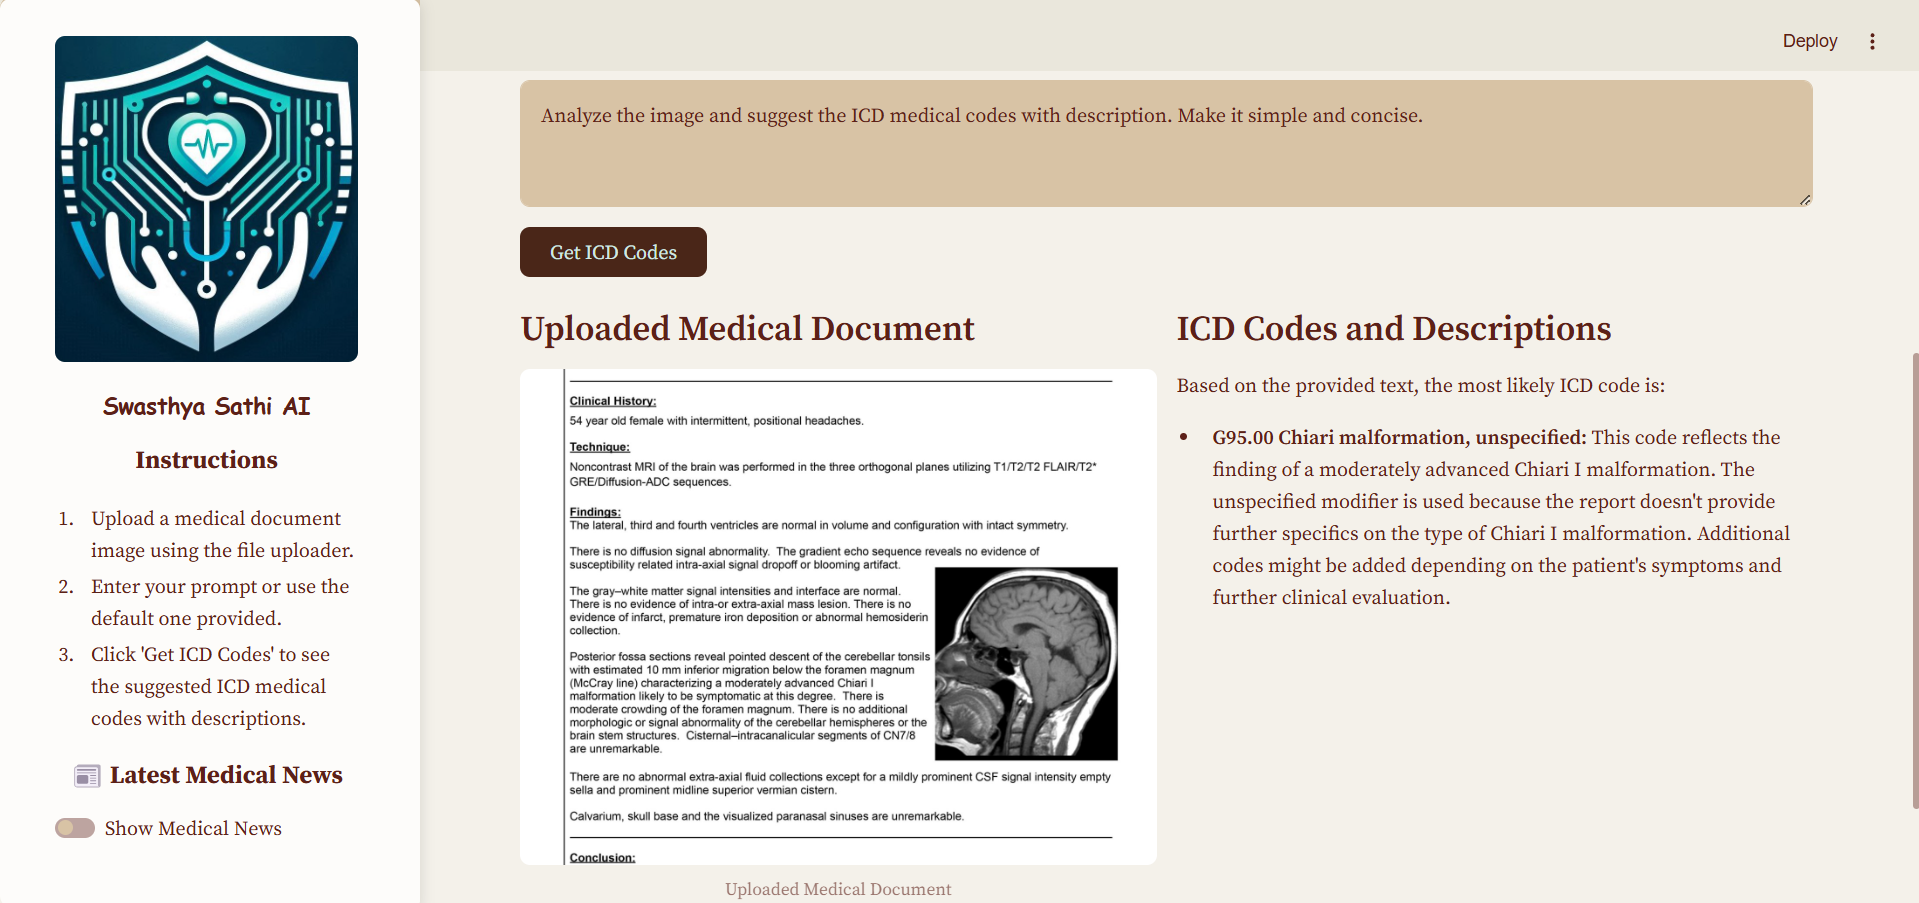 Deploy
Analyze the image and suggest the ICD medical codes with description. Make it simple and concise.
Get ICD Codes
Swasthya Sathi AI
Instructions
1. Upload a medical document
image using the file uploader.
2. Enter your prompt or use the
default one provided.
3. Click 'Get ICD Codes' to see
the suggested ICD medical
codes with descriptions.
Latest Medical News
Show Medical News
Uploaded Medical Document
Clinical History:
54 year old female with intermittent, positional headaches.
Technique:
Noncontrast MRI of the brain was performed in the three orthogonal planes utilizing T1/T2/T2 FLAIR/T2*
GRE/Diffusion-ADC sequences.
Findings:
The lateral, third and fourth ventricles are normal in volume and configuration with intact symmetry.
There is no diffusion signal abnormality. The gradient echo sequence reveals no evidence of
susceptibility related intra-axial signal dropoff or blooming artifact.
The gray–white matter signal intensities and interface are normal.
There is no evidence of intra-or extra-axial mass lesion. There is no
evidence of infarct, premature iron deposition or abnormal hemosiderin
collection.
Posterior fossa sections reveal pointed descent of the cerebellar tonsils
with estimated 10 mm inferior migration below the foramen magnum
(McCray line) characterizing a moderately advanced Chiari I
malformation likely to be symptomatic at this degree. There is
moderate crowding of the foramen magnum. There is no additional
morphologic or signal abnormality of the cerebellar hemispheres or the
brain stem structures. Cisternal–intracanalicular segments of CN7/8
are unremarkable.
There are no abnormal extra-axial fluid collections except for a mildly prominent CSF signal intensity empty
sella and prominent midline superior vermian cistern.
Calvarium, skull base and the visualized paranasal sinuses are unremarkable.
Conclusion:
Uploaded Medical Document
ICD Codes and Descriptions
Based on the provided text, the most likely ICD code is:
• G95.00 Chiari malformation, unspecified: This code reflects the
finding of a moderately advanced Chiari I malformation. The
unspecified modifier is used because the report doesn't provide
further specifics on the type of Chiari I malformation. Additional
codes might be added depending on the patient's symptoms and
further clinical evaluation.